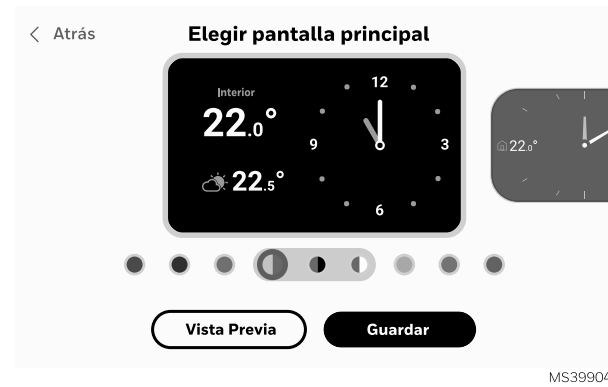 Atrás
Elegir pantalla principal
Interior
22.0°
22.5°
12
9
3
6
22.0°
Vista Previa
Guardar
MS39904